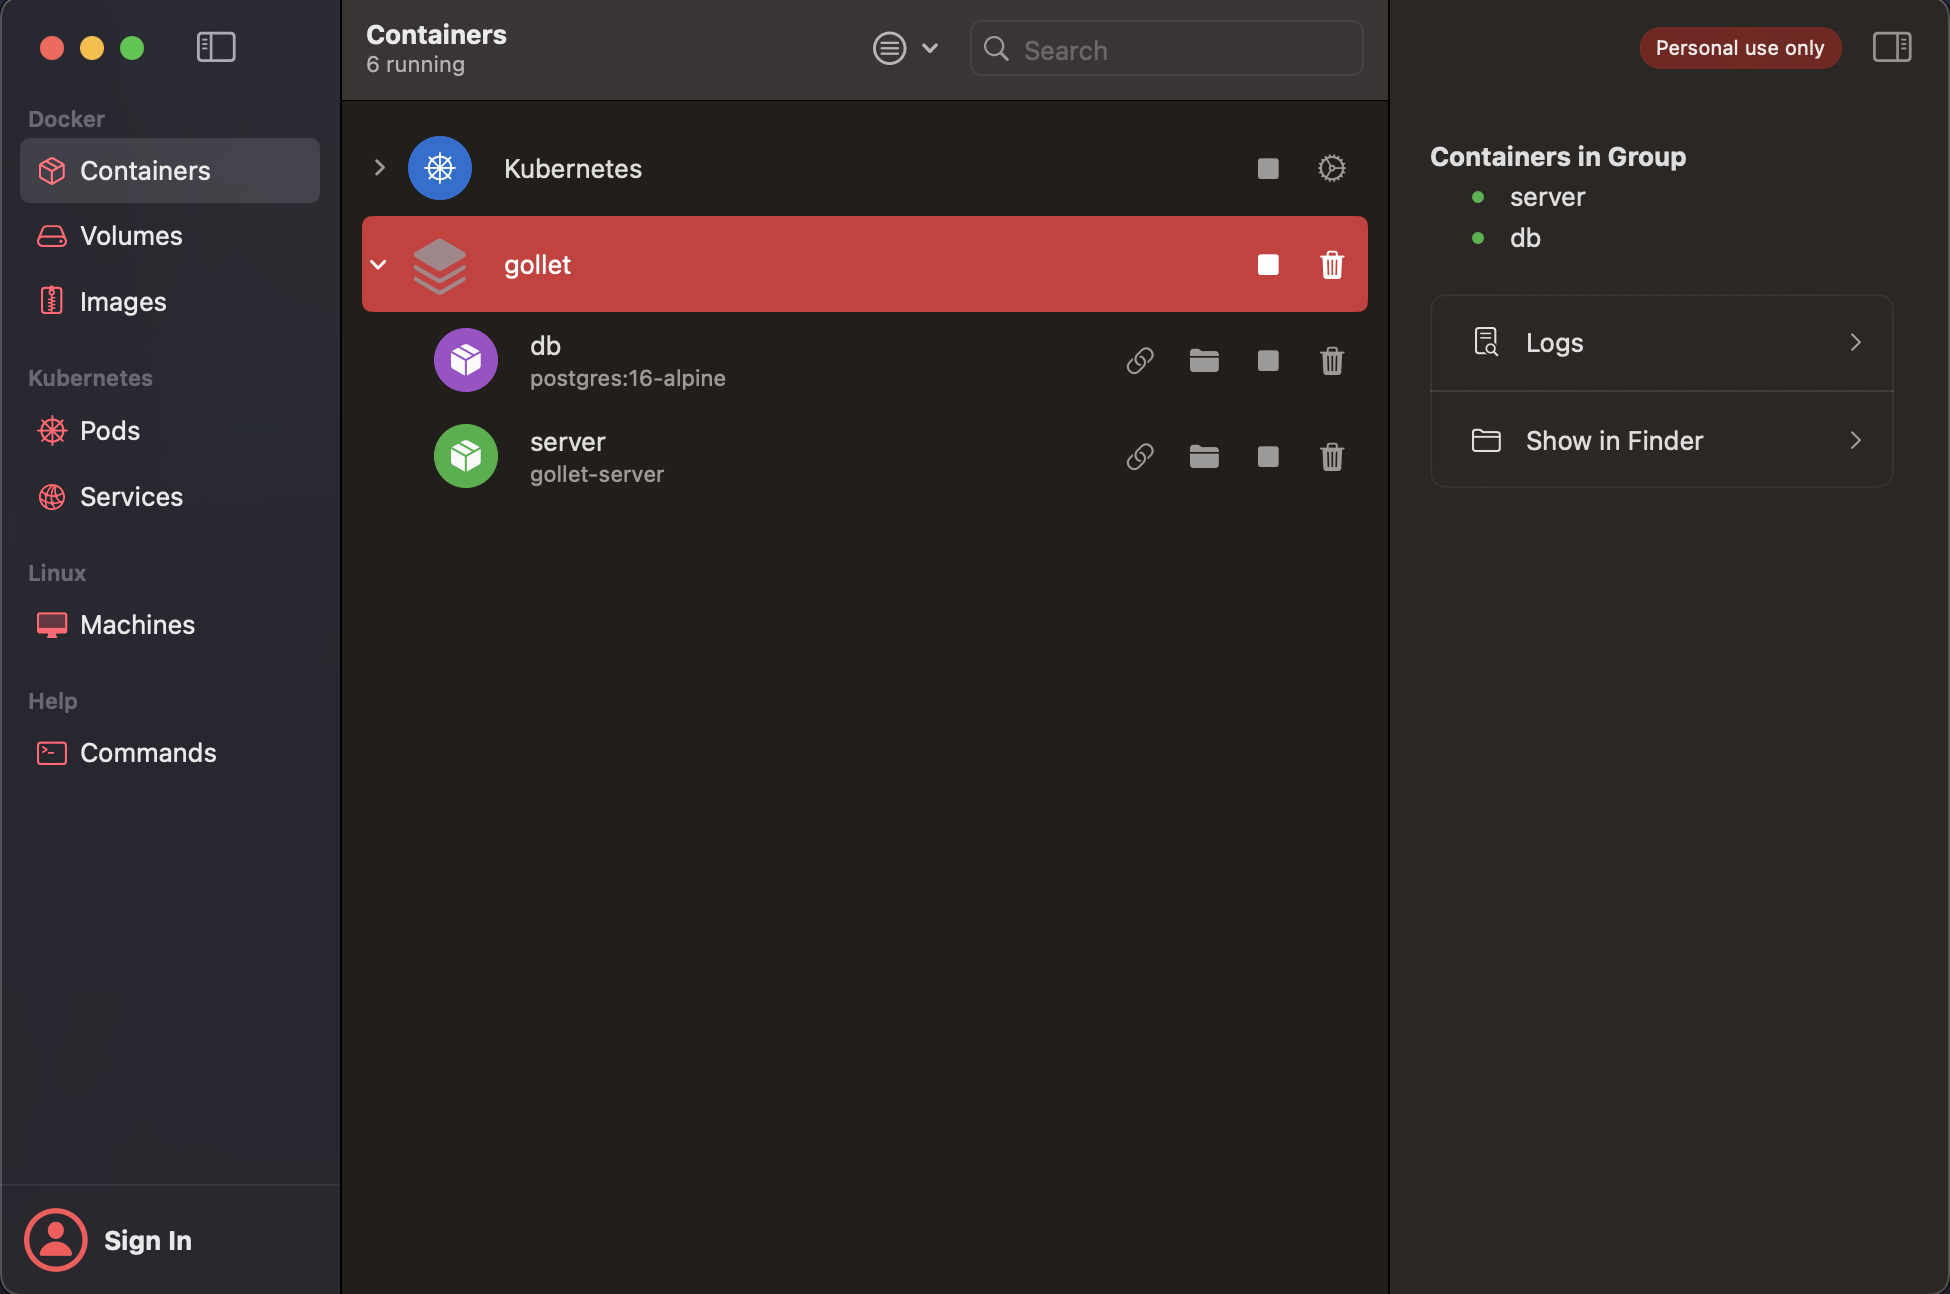 Docker
Containers
Volumes
Images
Kubernetes
Pods
Services
Linux
Machines
Help
Commands
Sign In
Containers
6 running
Search
Kubernetes
gollet
db
postgres:16-alpine
server
gollet-server
Personal use only
Containers in Group
server
db
Logs
Show in Finder